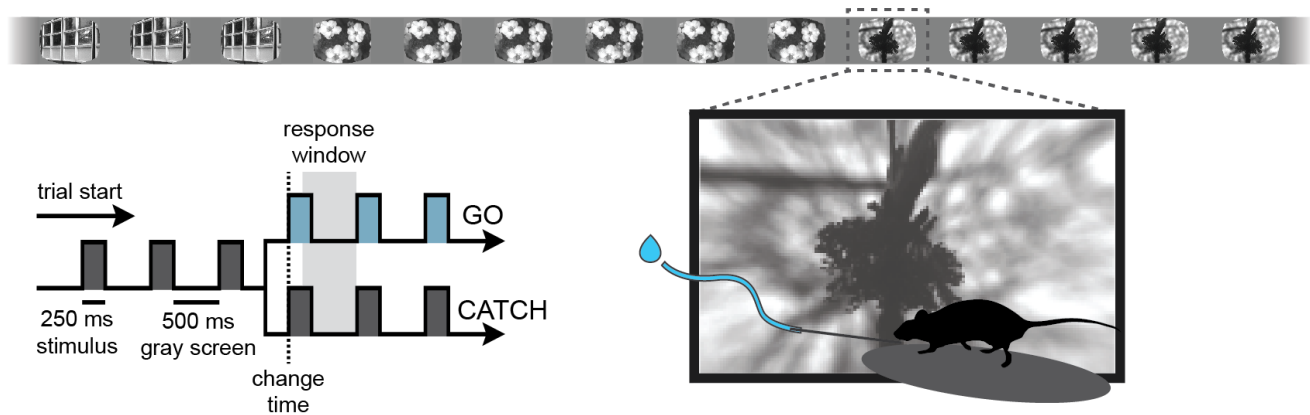 response
window
trial start
GO
CATCH
250 ms
stimulus
500 ms
gray screen
change
time